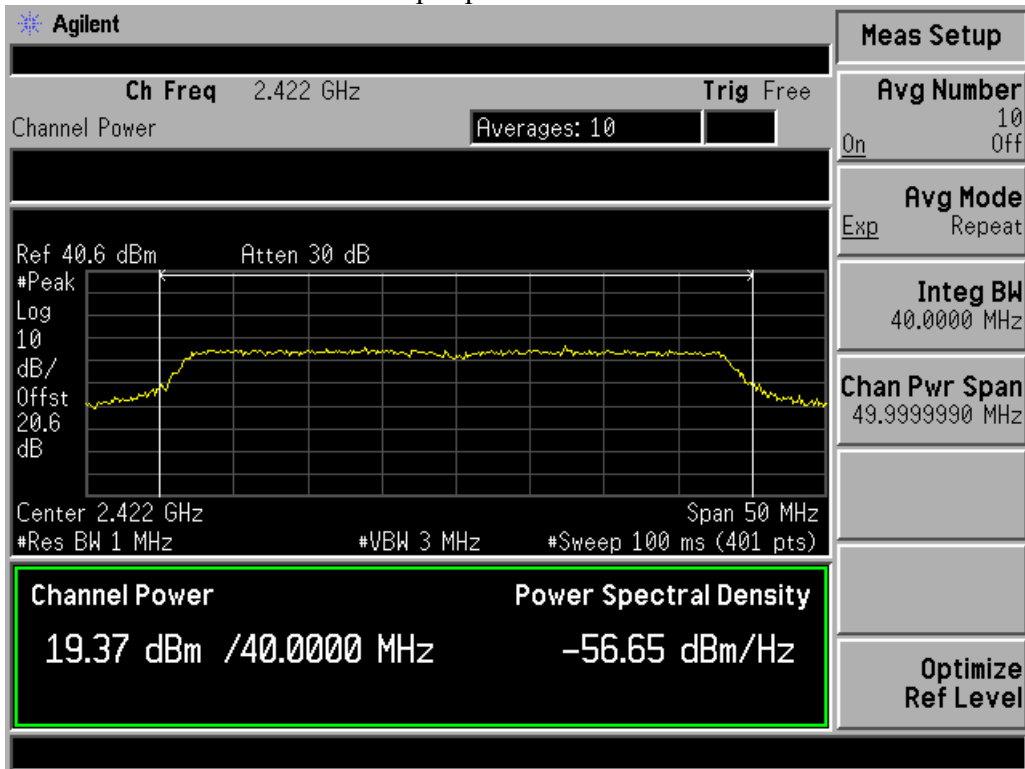 Agilent
Ch Freq 2.422 GHz Trig Free
Channel Power Averages: 10
Ref 40.6 dBm Atten 30 dB
#Peak
Log
10
dB/
Offst
20.6
dB
Center 2.422 GHz Span 50 MHz
#Res BW 1 MHz #VBW 3 MHz #Sweep 100 ms (401 pts)
Channel Power Power Spectral Density
19.37 dBm /40.0000 MHz -56.65 dBm/Hz
Meas Setup
Avg Number
10
On Off
Avg Mode
Exp Repeat
Integ BW
40.0000 MHz
Chan Pwr Span
49.9999990 MHz
Optimize
Ref Level